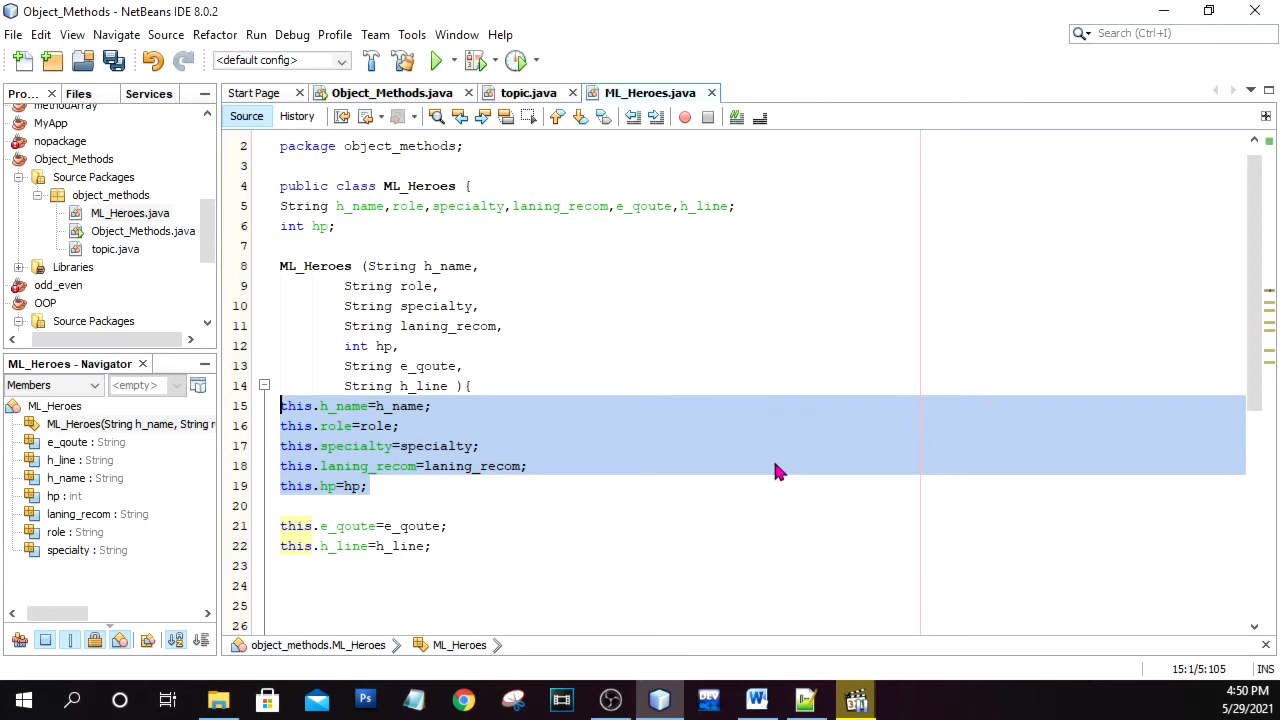 Object_Methods - NetBeans IDE 8.0.2
File Edit View Navigate Source Refactor Run Debug Profile Team Tools Window Help
Search (Ctrl+I)
<default config>
Pro... Files Services
Start Page Object_Methods.java topic.java ML_Heroes.java
Source History
methodArray
MyApp
nopackage
Object_Methods
Source Packages
object_methods
ML_Heroes.java
Object_Methods.java
topic.java
Libraries
odd_even
OOP
Source Packages
ML_Heroes - Navigator
Members <empty>
ML_Heroes
ML_Heroes(String h_name, String r
e_qoute : String
h_line : String
h_name : String
hp : int
laning_recom : String
role : String
specialty : String
2 package object_methods;
3
4 public class ML_Heroes {
5 String h_name,role,specialty,laning_recom,e_qoute,h_line;
6 int hp;
7
8 ML_Heroes (String h_name,
9 String role,
10 String specialty,
11 String laning_recom,
12 int hp,
13 String e_qoute,
14 String h_line ){
15 this.h_name=h_name;
16 this.role=role;
17 this.specialty=specialty;
18 this.laning_recom=laning_recom;
19 this.hp=hp;
20
21 this.e_qoute=e_qoute;
22 this.h_line=h_line;
23
24
25
26
object_methods.ML_Heroes ML_Heroes
15:1/5:105 INS
Ps DEV W 321
4:50 PM
5/29/2021